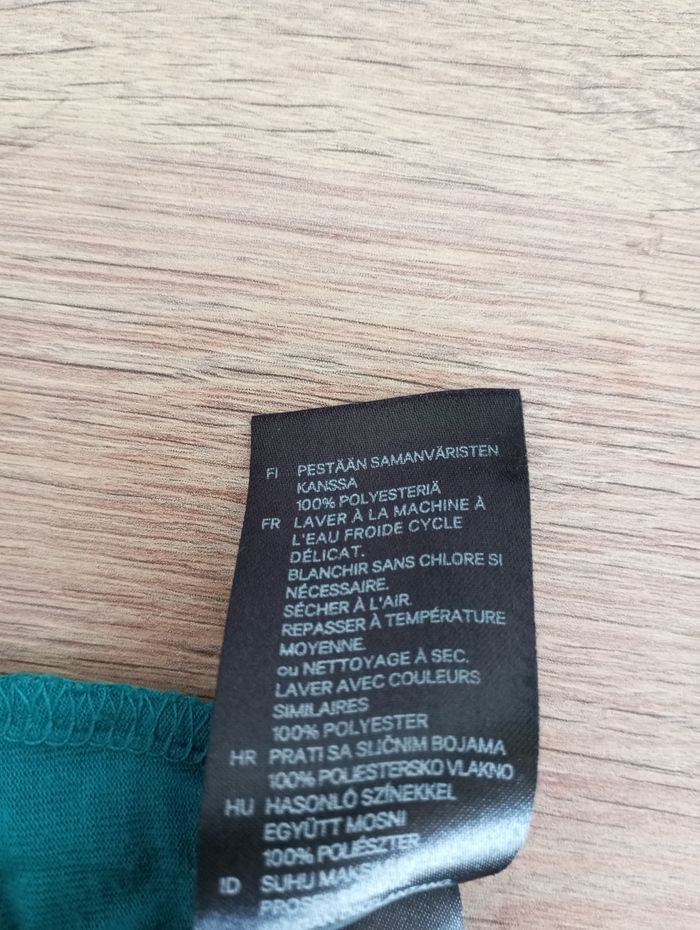 FI PESTÄÄN SAMANVÄRISTEN
KANSSA
100% POLYESTERIÄ
FR LAVER À LA MACHINE À
L'EAU FROIDE CYCLE
DÉLICAT.
BLANCHIR SANS CHLORE SI
NÉCESSAIRE.
SÉCHER À L'AIR.
REPASSER À TEMPÉRATURE
MOYENNE.
ou NETTOYAGE À SEC.
LAVER AVEC COULEURS
SIMILAIRES
100% POLYESTER
HR PRATI SA SLIČNIM BOJAMA
100% POLIESTERSKO VLAKNO
HU HASONLÓ SZÍNEKKEL
EGYÜTT MOSNI
100% POLIÉSZTER
ID SUHU